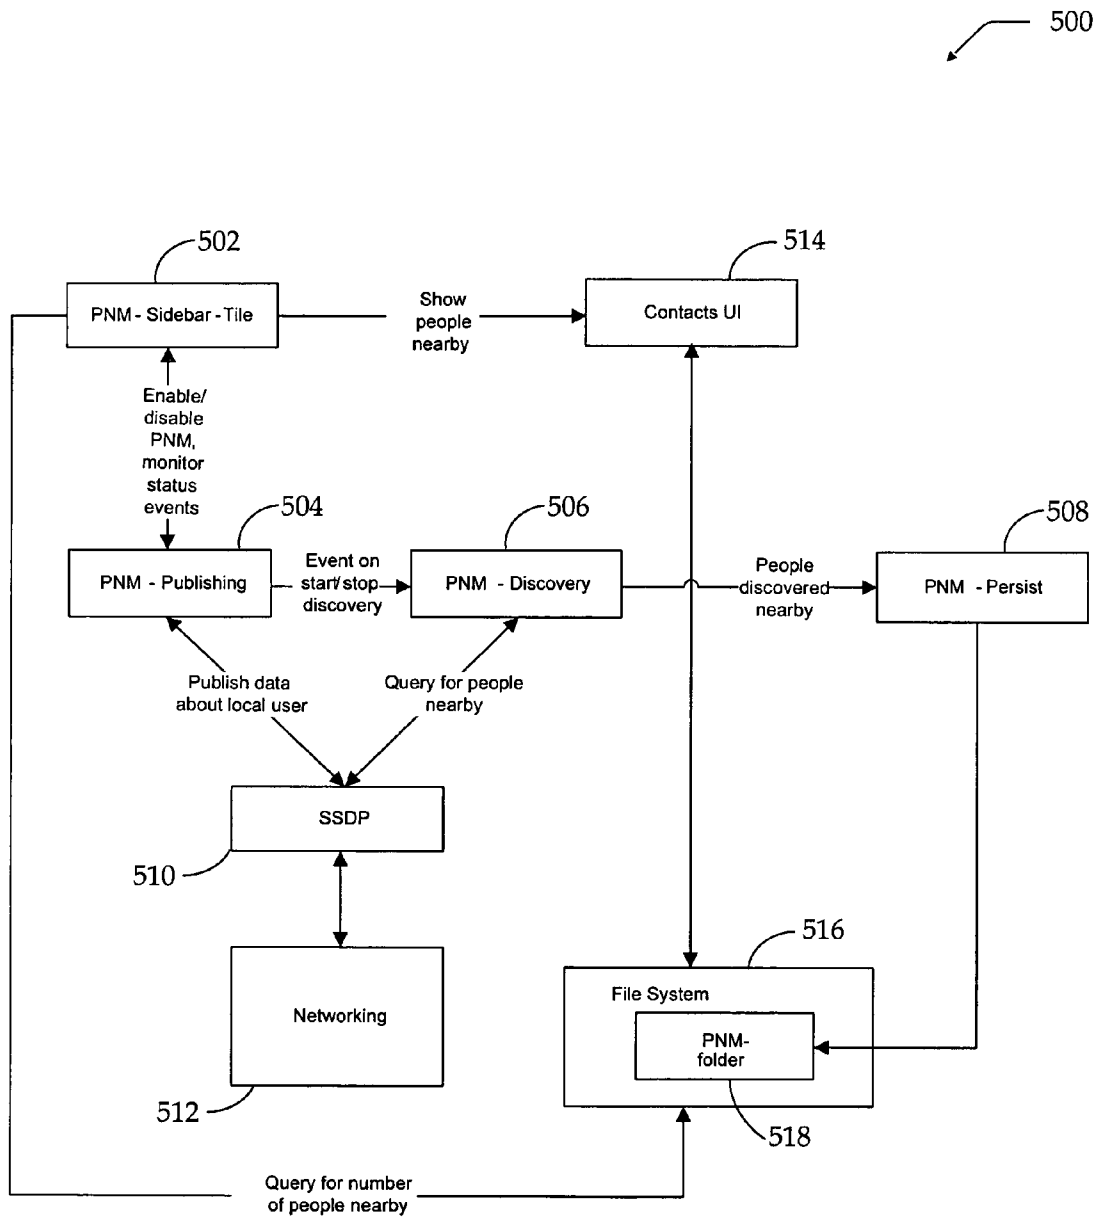 500
502
514
PNM - Sidebar - Tile
Show
people
nearby
Contacts UI
Enable/
disable
PNM,
monitor
status
events
504
506
508
PNM - Publishing
Event on
start/stop
discovery
PNM - Discovery
People
discovered
nearby
PNM - Persist
Publish data
about local user
Query for people
nearby
SSDP
510
516
File System
Networking
PNM-
folder
512
518
Query for number
of people nearby